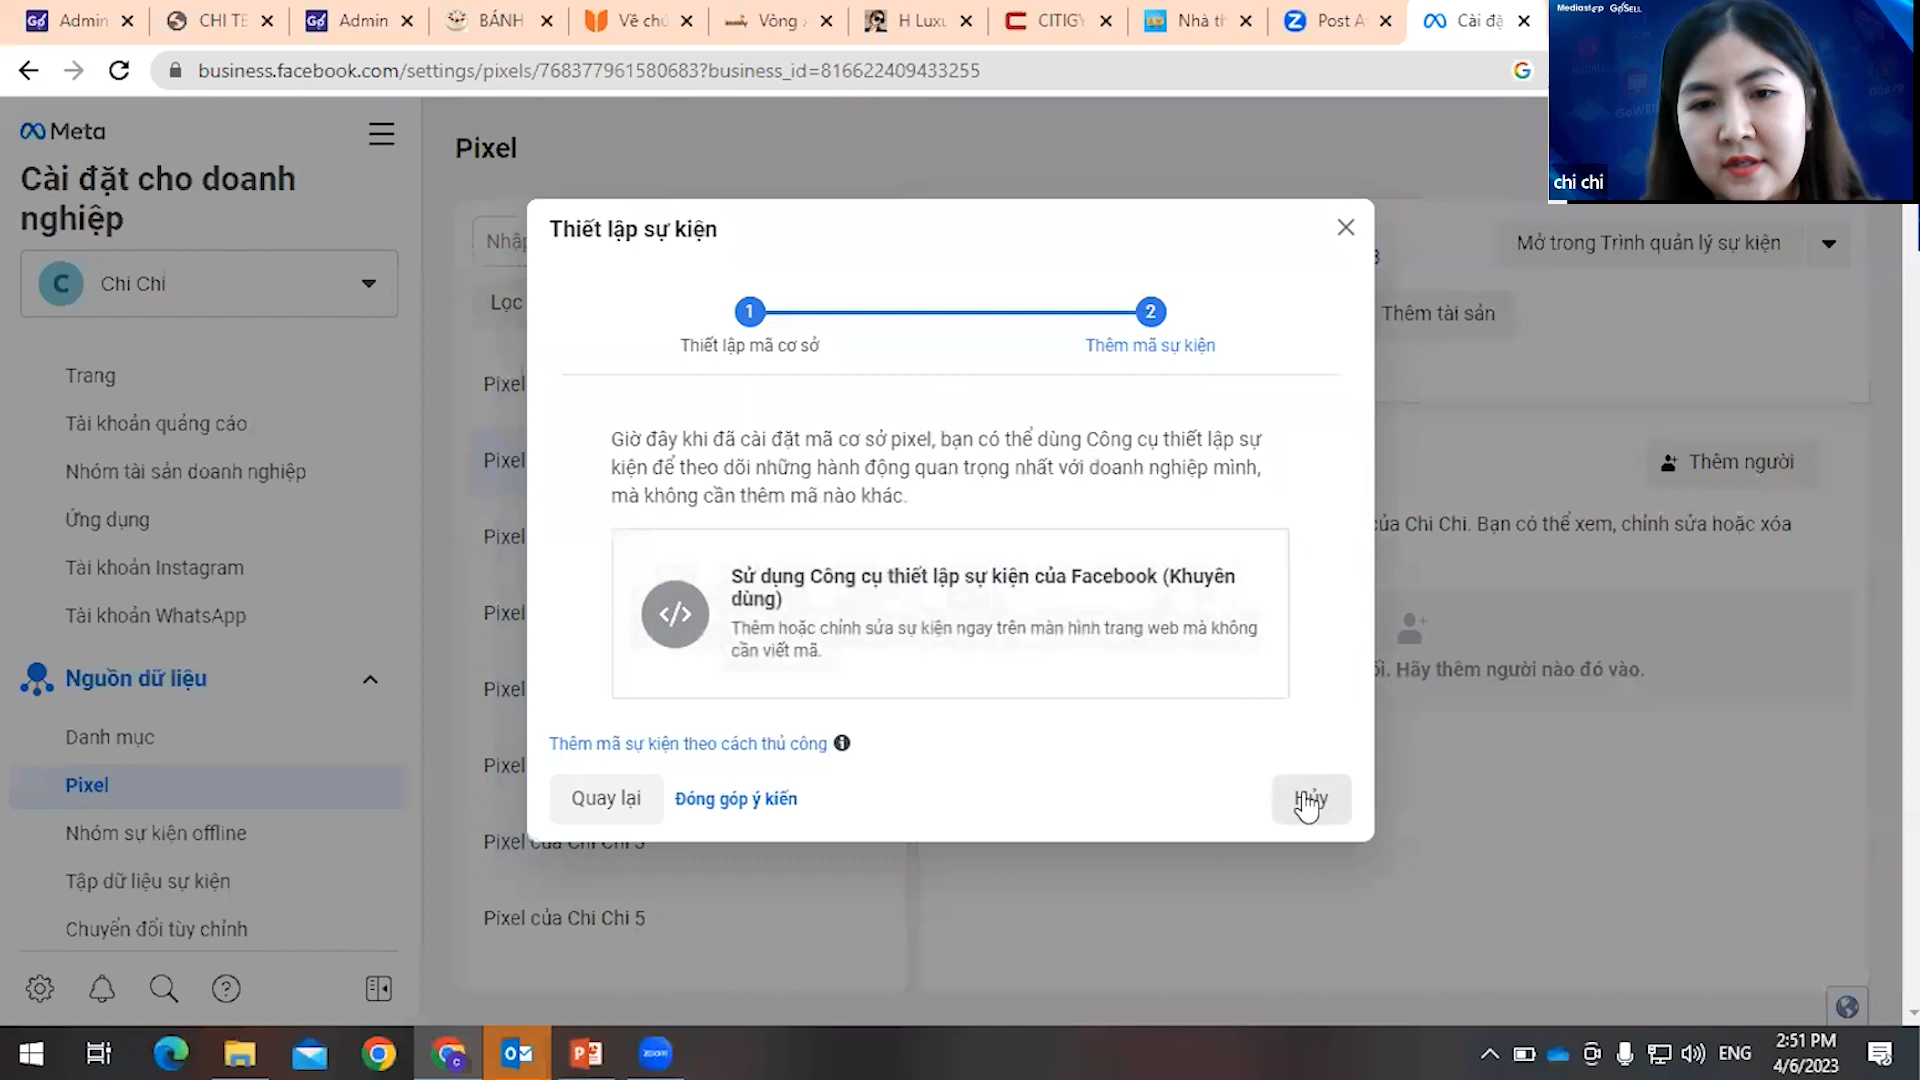 Admin
CHI TẾ
Admin
BÁNH
Về chú
Vòng
H Luxu
CITIGY
Nhà th
Post A
Cài đặ
Mediastep GoSELL
business.facebook.com/settings/pixels/768377961580683?business_id=816622409433255
chi chi
Meta
Cài đặt cho doanh
nghiệp
C Chi Chi
Trang
Tài khoản quảng cáo
Nhóm tài sản doanh nghiệp
Ứng dụng
Tài khoản Instagram
Tài khoản WhatsApp
Nguồn dữ liệu
Danh mục
Pixel
Nhóm sự kiện offline
Tập dữ liệu sự kiện
Chuyển đổi tùy chỉnh
Pixel
Nhập
Lọc
Pixel
Pixel
Pixel
Pixel
Pixel
Pixel
Pixel của Chi Chi 3
Pixel của Chi Chi 5
Thiết lập sự kiện
1
2
Thiết lập mã cơ sở
Thêm mã sự kiện
Giờ đây khi đã cài đặt mã cơ sở pixel, bạn có thể dùng Công cụ thiết lập sự
kiện để theo dõi những hành động quan trọng nhất với doanh nghiệp mình,
mà không cần thêm mã nào khác.
Sử dụng Công cụ thiết lập sự kiện của Facebook (Khuyên
dùng)
Thêm hoặc chỉnh sửa sự kiện ngay trên màn hình trang web mà không
cần viết mã.
Thêm mã sự kiện theo cách thủ công
Quay lại
Đóng góp ý kiến
Hủy
Mở trong Trình quản lý sự kiện
Thêm tài sản
Thêm người
của Chi Chi. Bạn có thể xem, chỉnh sửa hoặc xóa
Hãy thêm người nào đó vào.
zoom
ENG
2:51 PM
4/6/2023